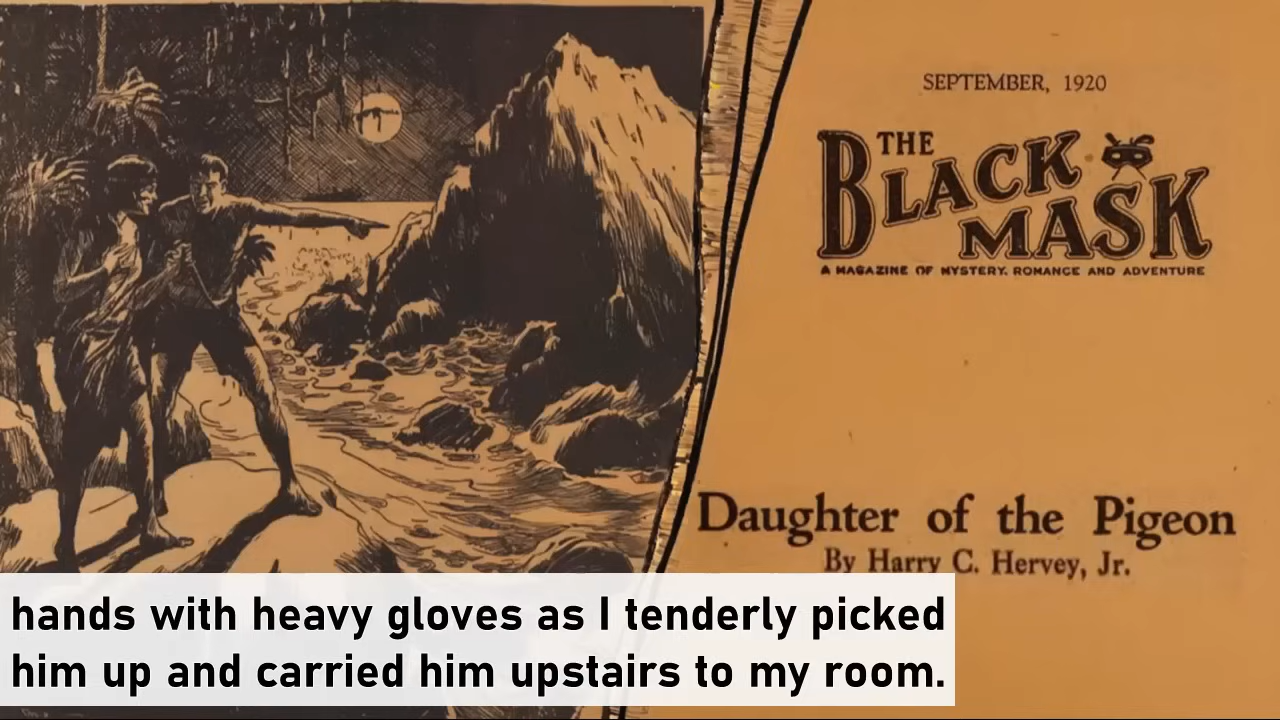 SEPTEMBER, 1920
THE
BLACK
MASK
A MAGAZINE OF MYSTERY, ROMANCE AND ADVENTURE
Daughter of the Pigeon
By Harry C. Hervey, Jr.
hands with heavy gloves as I tenderly picked
him up and carried him upstairs to my room.